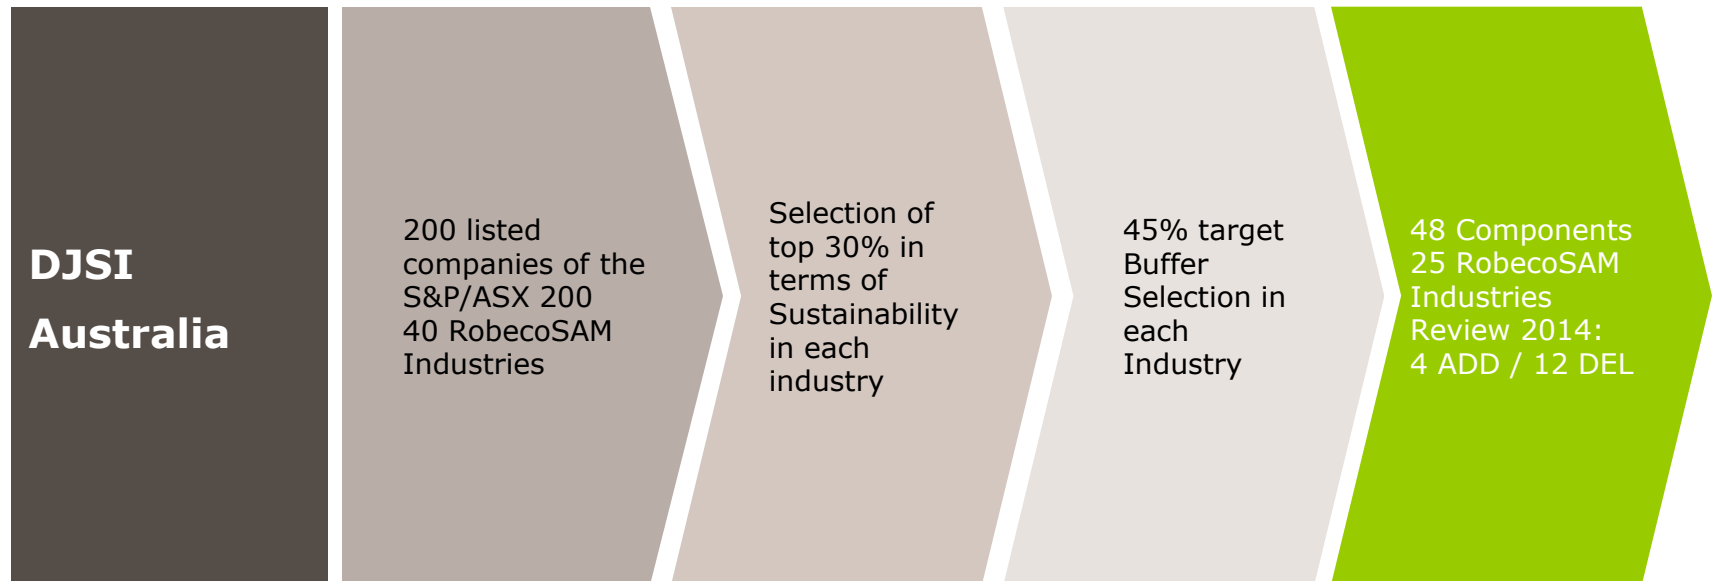 DJSI
Australia
200 listed
companies of the
S&P/ASX 200
40 RobecoSAM
Industries
Selection of
top 30% in
terms of
Sustainability
in each
industry
45% target
Buffer
Selection in
each
Industry
48 Components
25 RobecoSAM
Industries
Review 2014:
4 ADD / 12 DEL